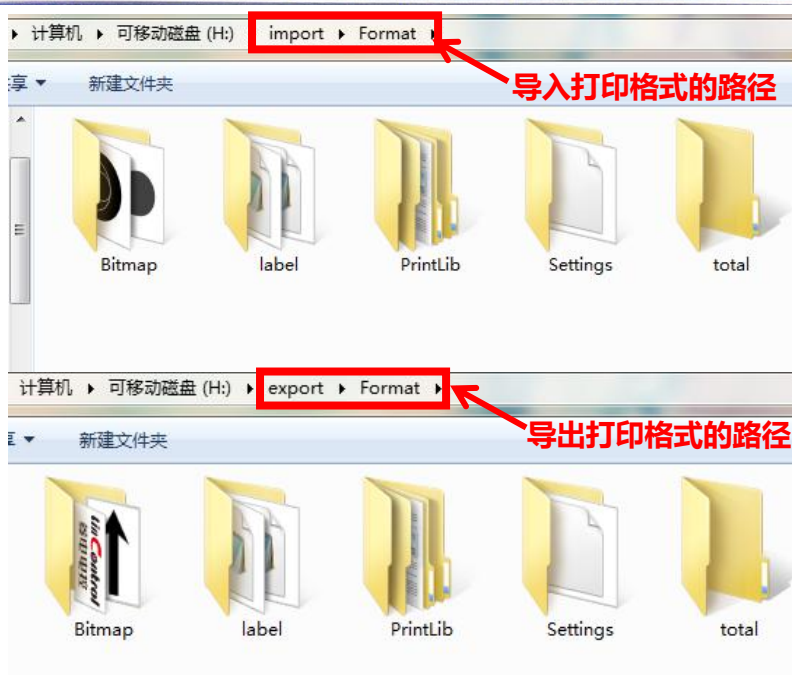 计算机 ▸ 可移动磁盘 (H:) import ▸ Format ▸
导入打印格式的路径
享 ▾ 新建文件夹
Bitmap label PrintLib Settings total
计算机 ▸ 可移动磁盘 (H:) ▸ export ▸ Format ▸
导出打印格式的路径
新建文件夹
Bitmap label PrintLib Settings total